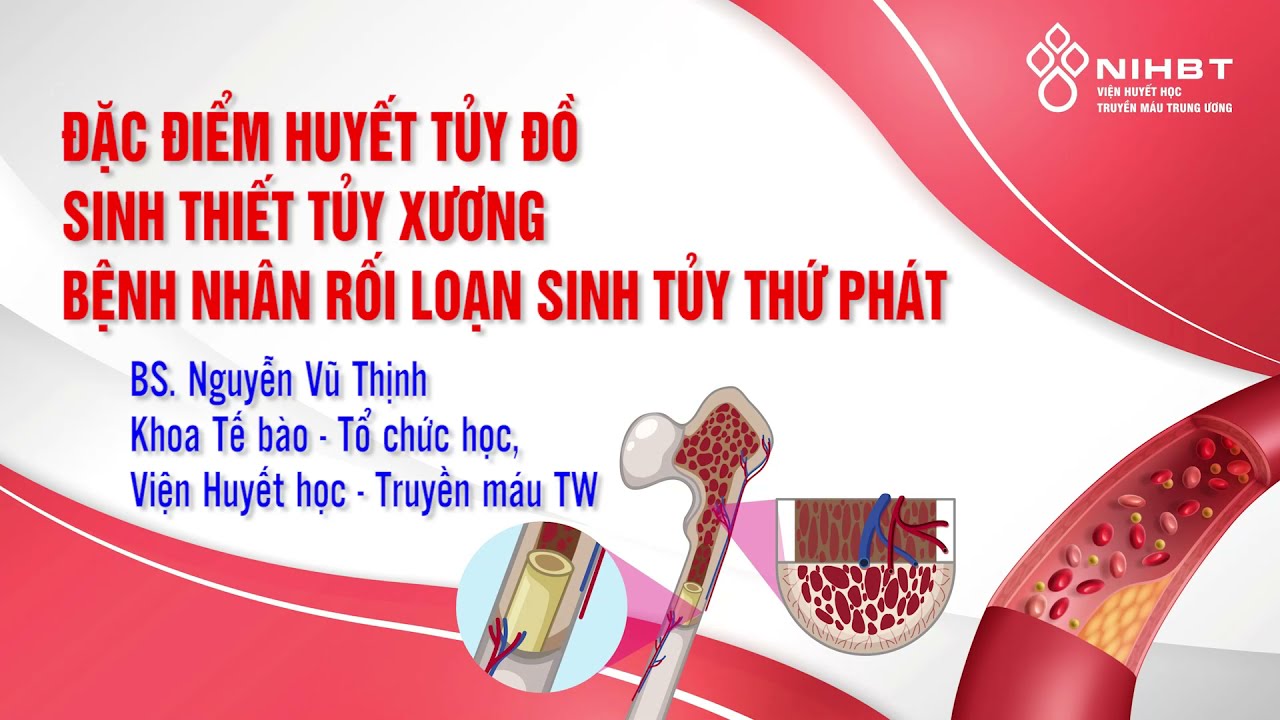 NIHBT
VIỆN HUYẾT HỌC
TRUYỀN MÁU TRUNG ƯƠNG
ĐẶC ĐIỂM HUYẾT TỦY ĐỒ
SINH THIẾT TỦY XƯƠNG
BỆNH NHÂN RỐI LOẠN SINH TỦY THỨ PHÁT
BS. Nguyễn Vũ Thịnh
Khoa Tế bào - Tổ chức học,
Viện Huyết học - Truyền máu TW